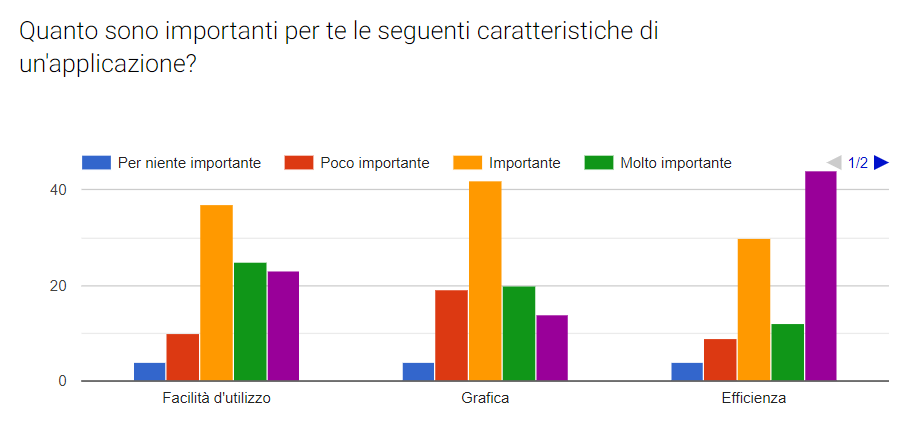 Quanto sono importanti per te le seguenti caratteristiche di
un'applicazione?
Per niente importante Poco importante Importante Molto importante 1/2
40
20
0
Facilità d'utilizzo Grafica Efficienza